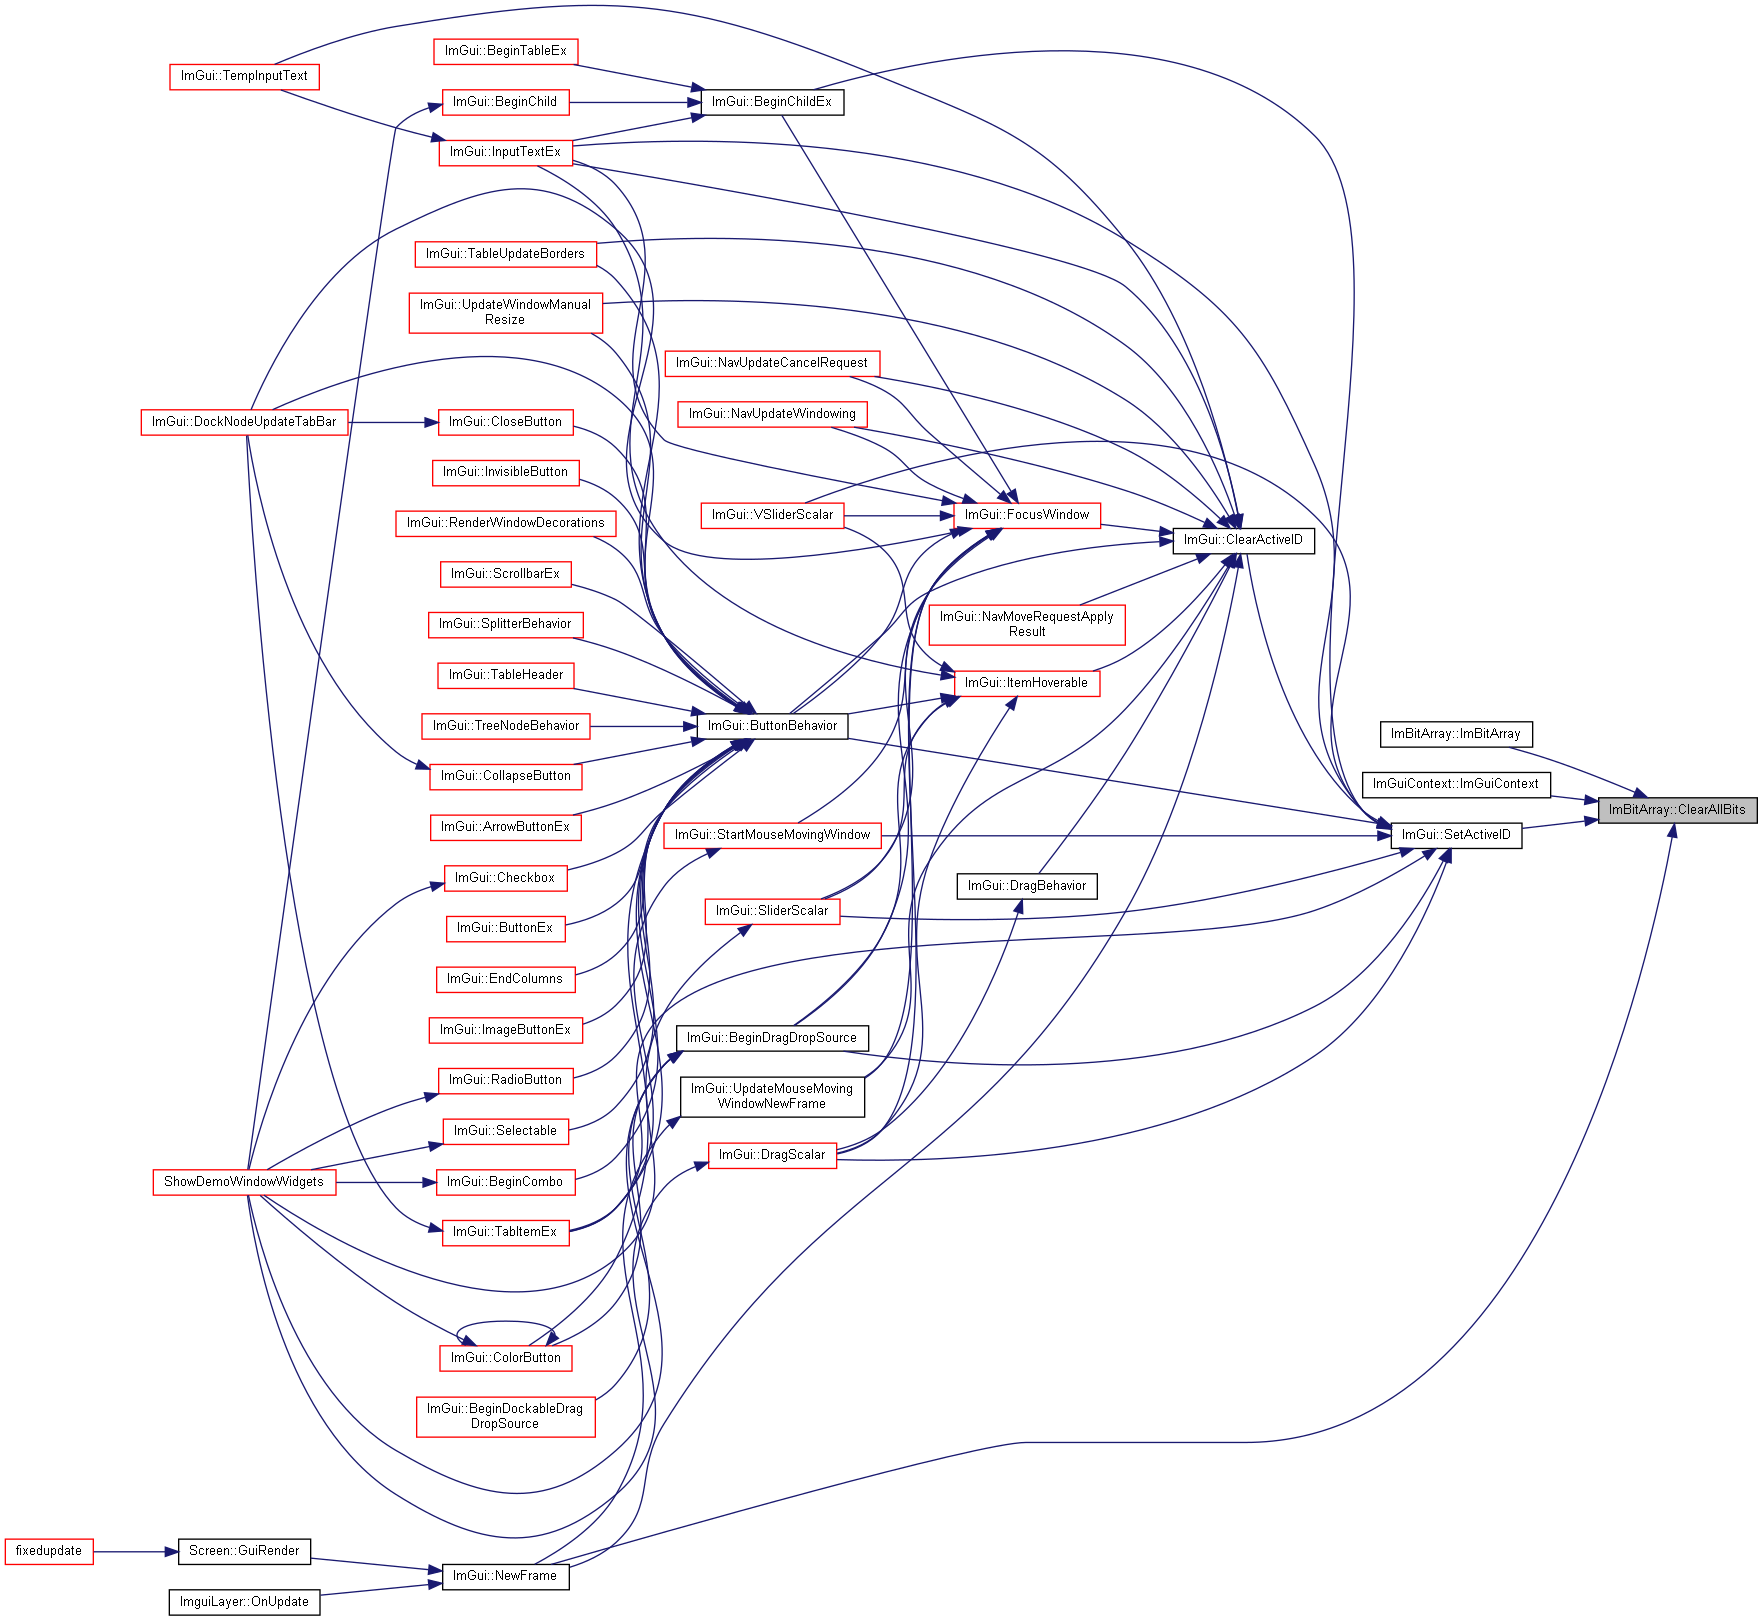 ImGui::BeginTableEx
ImGui::TempInputText
ImGui::BeginChild
ImGui::BeginChildEx
ImGui::InputTextEx
ImGui::TableUpdateBorders
ImGui::UpdateWindowManual
Resize
ImGui::NavUpdateCancelRequest
ImGui::NavUpdateWindowing
ImGui::DockNodeUpdateTabBar
ImGui::CloseButton
ImGui::InvisibleButton
ImGui::RenderWindowDecorations
ImGui::VSliderScalar
ImGui::FocusWindow
ImGui::ClearActiveID
ImGui::ScrollbarEx
ImGui::SplitterBehavior
ImGui::NavMoveRequestApply
Result
ImGui::TableHeader
ImGui::ItemHoverable
ImGui::TreeNodeBehavior
ImGui::ButtonBehavior
ImBitArray::ImBitArray
ImGui::CollapseButton
ImGuiContext::ImGuiContext
ImBitArray::ClearAllBits
ImGui::ArrowButtonEx
ImGui::StartMouseMovingWindow
ImGui::SetActiveID
ImGui::Checkbox
ImGui::DragBehavior
ImGui::SliderScalar
ImGui::ButtonEx
ImGui::EndColumns
ImGui::ImageButtonEx
ImGui::BeginDragDropSource
ImGui::RadioButton
ImGui::UpdateMouseMoving
WindowNewFrame
ImGui::Selectable
ImGui::DragScalar
ShowDemoWindowWidgets
ImGui::BeginCombo
ImGui::TabItemEx
ImGui::ColorButton
ImGui::BeginDockableDrag
DropSource
fixedupdate
Screen::GuiRender
ImGui::NewFrame
ImguiLayer::OnUpdate